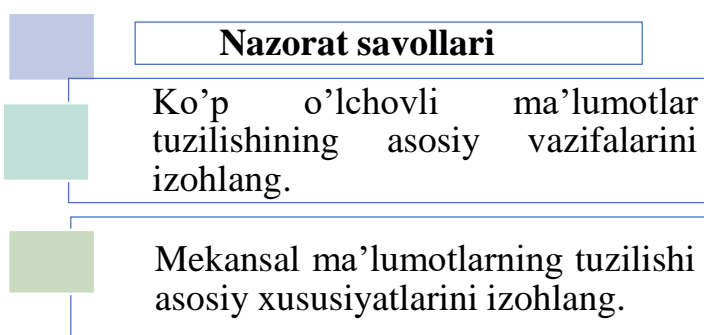 Nazorat savollari
Ko’p o’lchovli ma’lumotlar
tuzilishining asosiy vazifalarini
izohlang.
Mekansal ma’lumotlarning tuzilishi
asosiy xususiyatlarini izohlang.